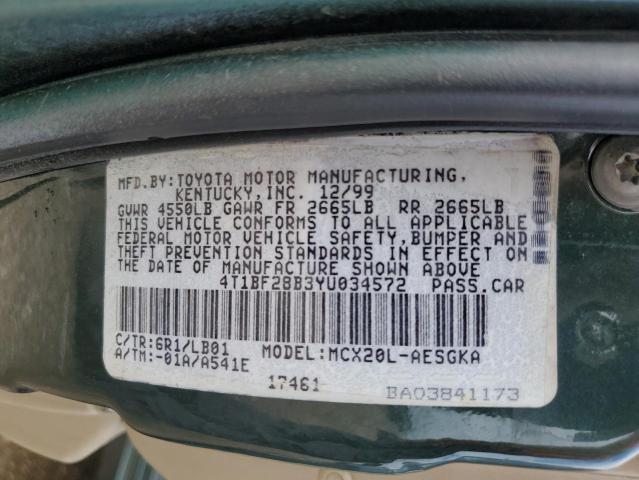 MFD.BY:TOYOTA MOTOR MANUFACTURING,
KENTUCKY,INC. 12/99
GVWR 4550LB GAWR FR 2665LB RR 2665LB
THIS VEHICLE CONFORMS TO ALL APPLICABLE
FEDERAL MOTOR VEHICLE SAFETY,BUMPER AND
THEFT PREVENTION STANDARDS IN EFFECT ON
THE DATE OF MANUFACTURE SHOWN ABOVE
4T1BF28B3YU034572 PASS.CAR
C/TR:6R1/LB01 MODEL:MCX20L-AESGKA
A/TM:-01A/A541E
17461 BA03841173